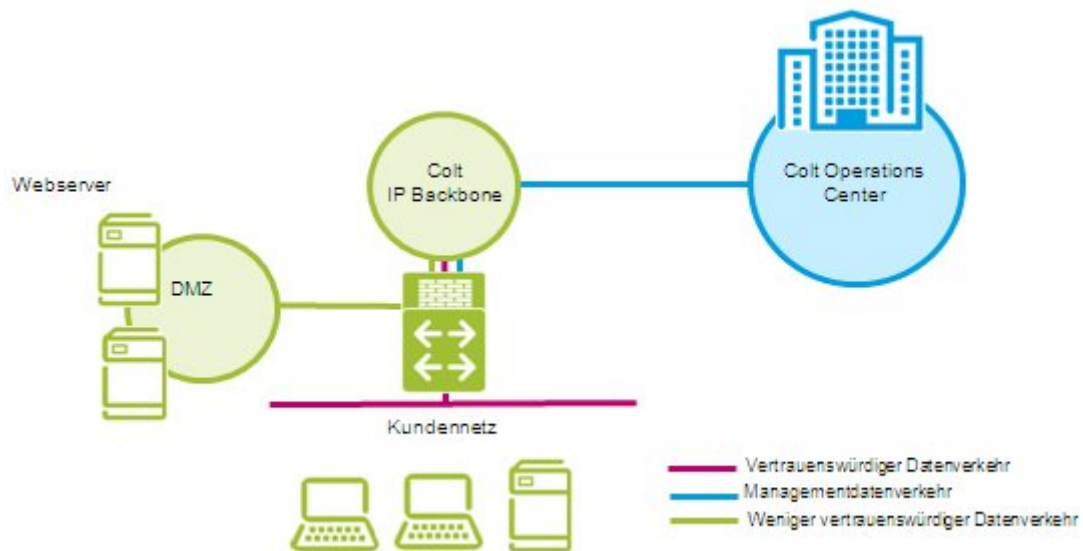 Colt Operations
Center
Colt
IP Backbone
Webserver
DMZ
Kundennetz
Vertrauenswürdiger Datenverkehr
Managementdatenverkehr
Weniger vertrauenswürdiger Datenverkehr